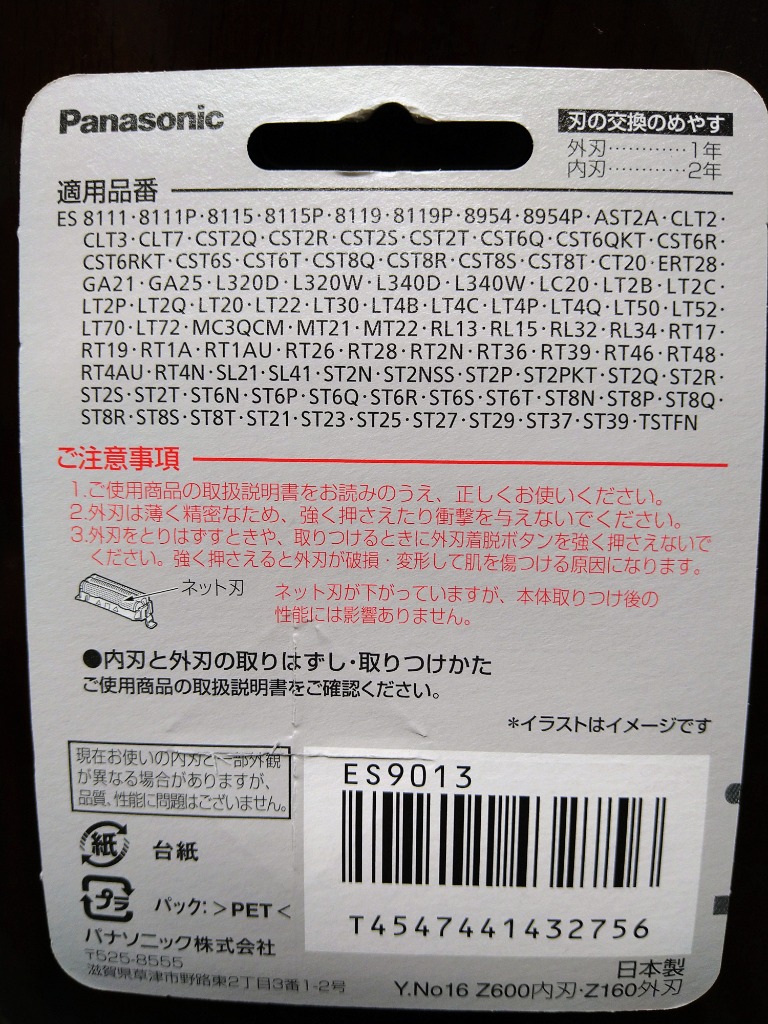 Panasonic
刃の交換のめやす
外刃…………1年
内刃…………2年
適用品番
ES 8111・8111P・8115・8115P・8119・8119P・8954・8954P・AST2A・CLT2・
CLT3・CLT7・CST2Q・CST2R・CST2S・CST2T・CST6Q・CST6QKT・CST6R・
CST6RKT・CST6S・CST6T・CST8Q・CST8R・CST8S・CST8T・CT20・ERT28・
GA21・GA25・L320D・L320W・L340D・L340W・LC20・LT2B・LT2C・
LT2P・LT2Q・LT20・LT22・LT30・LT4B・LT4C・LT4P・LT4Q・LT50・LT52・
LT70・LT72・MC3QCM・MT21・MT22・RL13・RL15・RL32・RL34・RT17・
RT19・RT1A・RT1AU・RT26・RT28・RT2N・RT36・RT39・RT46・RT48・
RT4AU・RT4N・SL21・SL41・ST2N・ST2NSS・ST2P・ST2PKT・ST2Q・ST2R・
ST2S・ST2T・ST6N・ST6P・ST6Q・ST6R・ST6S・ST6T・ST8N・ST8P・ST8Q・
ST8R・ST8S・ST8T・ST21・ST23・ST25・ST27・ST29・ST37・ST39・TSTFN
ご注意事項
1.ご使用商品の取扱説明書をお読みのうえ、正しくお使いください。
2.外刃は薄く精密なため、強く押さえたり衝撃を与えないでください。
3.外刃をとりはずすときや、取りつけるときに外刃着脱ボタンを強く押さえないで
ください。強く押さえると外刃が破損・変形して肌を傷つける原因になります。
ネット刃
ネット刃が下がっていますが、本体取りつけ後の
性能には影響ありません。
●内刃と外刃の取りはずし・取りつけかた
ご使用商品の取扱説明書をご確認ください。
*イラストはイメージです
現在お使いの内刃と一部外観
が異なる場合がありますが、
品質、性能に問題はございません。
ES9013
T4547441432756
紙
台紙
プラ
パック:>PET<
パナソニック株式会社
〒525-8555
滋賀県草津市野路東2丁目3番1-2号
日本製
Y.No16 Z600内刃・Z160外刃